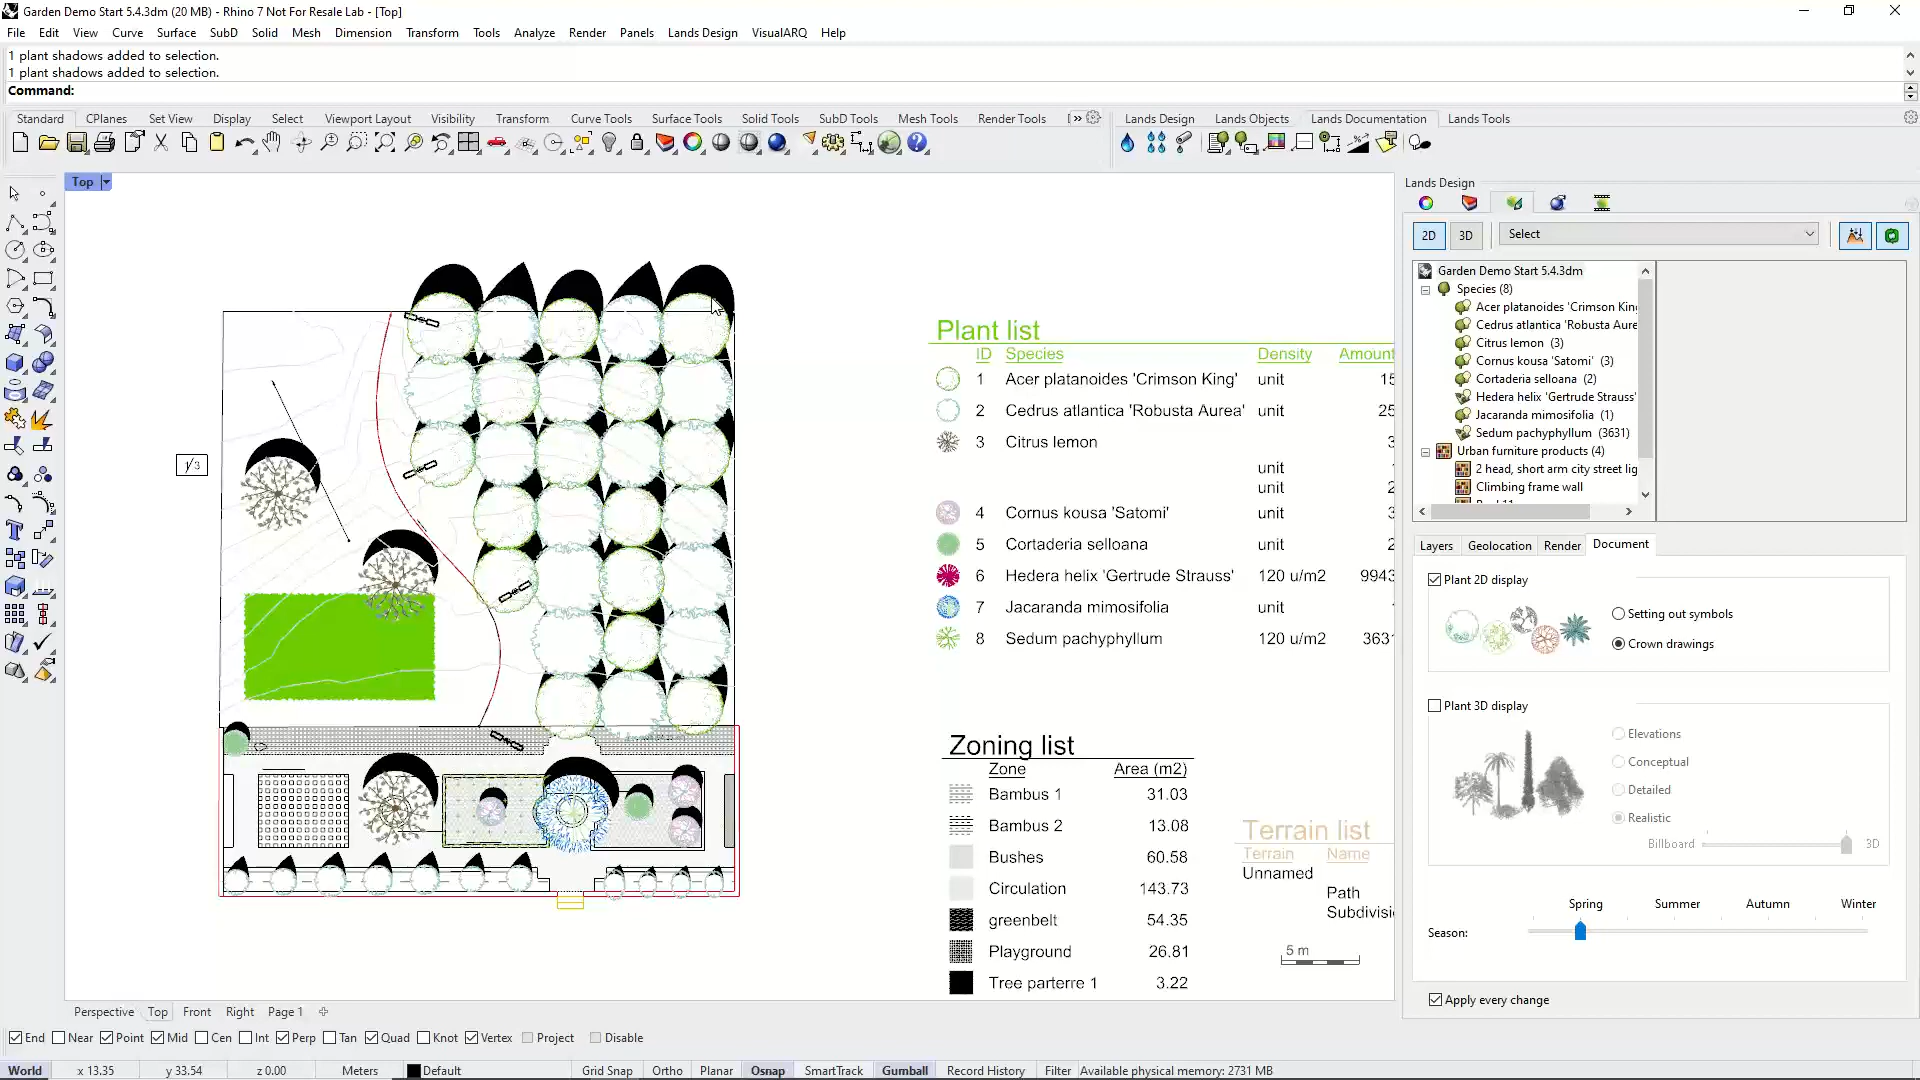 Garden Demo Start 5.4.3dm (20 MB) - Rhino 7 Not For Resale Lab - [Top]
File Edit View Curve Surface SubD Solid Mesh Dimension Transform Tools Analyze Render Panels Lands Design VisualARQ Help
1 plant shadows added to selection.
1 plant shadows added to selection.
Command:
Standard CPlanes Set View Display Select Viewport Layout Visibility Transform Curve Tools Surface Tools Solid Tools SubD Tools Mesh Tools Render Tools
Lands Design Lands Objects Lands Documentation Lands Tools
Top
Plant list
ID Species Density Amount
1 Acer platanoides 'Crimson King' unit 15
2 Cedrus atlantica 'Robusta Aurea' unit 25
3 Citrus lemon 3
unit
unit 2
4 Cornus kousa 'Satomi' unit 3
5 Cortaderia selloana unit 2
6 Hedera helix 'Gertrude Strauss' 120 u/m2 9943
7 Jacaranda mimosifolia unit
8 Sedum pachyphyllum 120 u/m2 3631
Zoning list
Zone Area (m2)
Bambus 1 31.03
Bambus 2 13.08
Bushes 60.58
Circulation 143.73
greenbelt 54.35
Playground 26.81
Tree parterre 1 3.22
Terrain list
Terrain Name
Unnamed
Path
Subdivisi
5 m
Lands Design
2D 3D Select
Garden Demo Start 5.4.3dm
Species (8)
Acer platanoides 'Crimson King
Cedrus atlantica 'Robusta Aure
Citrus lemon (3)
Cornus kousa 'Satomi' (3)
Cortaderia selloana (2)
Hedera helix 'Gertrude Strauss'
Jacaranda mimosifolia (1)
Sedum pachyphyllum (3631)
Urban furniture products (4)
2 head, short arm city street lig
Climbing frame wall
Layers Geolocation Render Document
Plant 2D display
Setting out symbols
Crown drawings
Plant 3D display
Elevations
Conceptual
Detailed
Realistic
Billboard 3D
Spring Summer Autumn Winter
Season:
Apply every change
Perspective Top Front Right Page 1
End Near Point Mid Cen Int Perp Tan Quad Knot Vertex Project Disable
World x 13.35 y 33.54 z 0.00 Meters Default Grid Snap Ortho Planar Osnap SmartTrack Gumball Record History Filter Available physical memory: 2731 MB